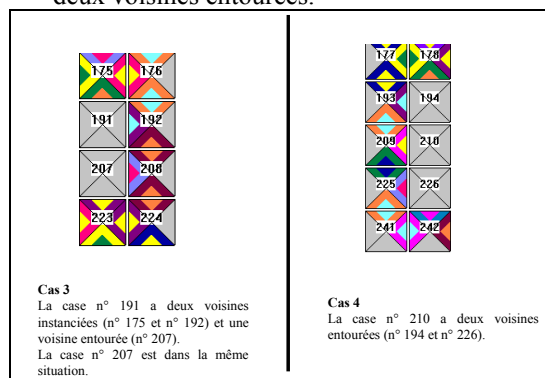 deux voisines entourées.
175 176
191 192
207 208
223 224
Cas 3
La case n° 191 a deux voisines
instanciées (n° 175 et n° 192) et une
voisine entourée (n° 207).
La case n° 207 est dans la même
situation.
177 178
193 194
209 210
225 226
241 242
Cas 4
La case n° 210 a deux voisines
entourées (n° 194 et n° 226).